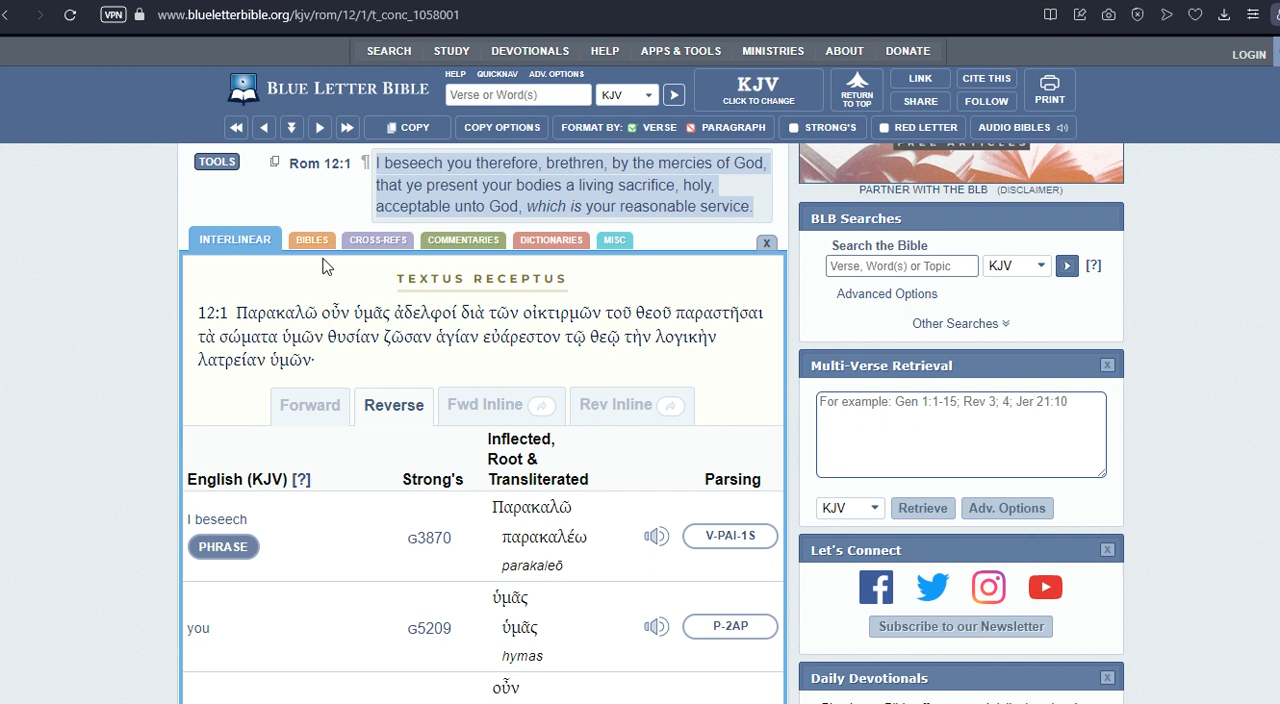 VPN www.blueletterbible.org/kjv/rom/12/1/t_conc_1058001
SEARCH STUDY DEVOTIONALS HELP APPS & TOOLS MINISTRIES ABOUT DONATE
LOGIN
BLUE LETTER BIBLE
HELP QUICKNAV ADV. OPTIONS
Verse or Word(s) KJV
KJV
CLICK TO CHANGE
RETURN
TO TOP
LINK CITE THIS
SHARE FOLLOW
PRINT
COPY COPY OPTIONS FORMAT BY: VERSE PARAGRAPH STRONG'S RED LETTER AUDIO BIBLES
TOOLS Rom 12:1 ¶ I beseech you therefore, brethren, by the mercies of God,
that ye present your bodies a living sacrifice, holy,
acceptable unto God, which is your reasonable service.
INTERLINEAR BIBLES CROSS-REFS COMMENTARIES DICTIONARIES MISC X
TEXTUS RECEPTUS
12:1 Παρακαλῶ οὖν ὑμᾶς ἀδελφοί διὰ τῶν οἰκτιρμῶν τοῦ θεοῦ παραστῆσαι
τὰ σώματα ὑμῶν θυσίαν ζῶσαν ἁγίαν εὐάρεστον τῷ θεῷ τὴν λογικὴν
λατρείαν ὑμῶν·
Forward Reverse Fwd Inline Rev Inline
English (KJV) [?] Strong's
Inflected,
Root &
Transliterated
Parsing
I beseech
PHRASE
G3870
Παρακαλῶ
παρακαλέω
parakaleō
V-PAI-1S
you
G5209
ὑμᾶς
ὑμᾶς
hymas
P-2AP
οὖν
FREE ARTICLES
PARTNER WITH THE BLB (DISCLAIMER)
BLB Searches
Search the Bible
Verse, Word(s) or Topic KJV [?]
Advanced Options
Other Searches
Multi-Verse Retrieval X
For example: Gen 1:1-15; Rev 3; 4; Jer 21:10
KJV Retrieve Adv. Options
Let's Connect X
Subscribe to our Newsletter
Daily Devotionals X